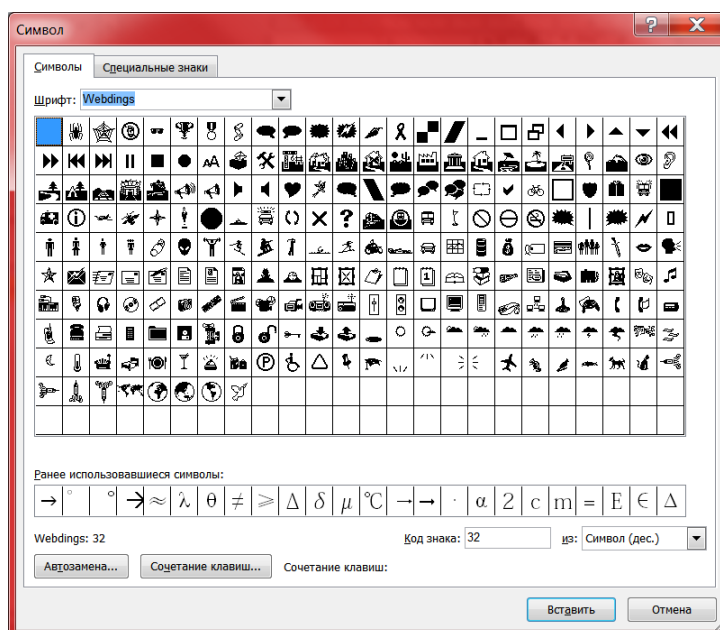 Символ
Символы Специальные знаки
Шрифт: Webdings
Ранее использовавшиеся символы:
→ ° ° → ≈ λ θ ≠ ⩾ Δ δ μ ℃ → → · α 2 c m = E ∈ Δ
Webdings: 32 Код знака: 32 из: Символ (дес.)
Автозамена... Сочетание клавиш... Сочетание клавиш:
Вставить Отмена